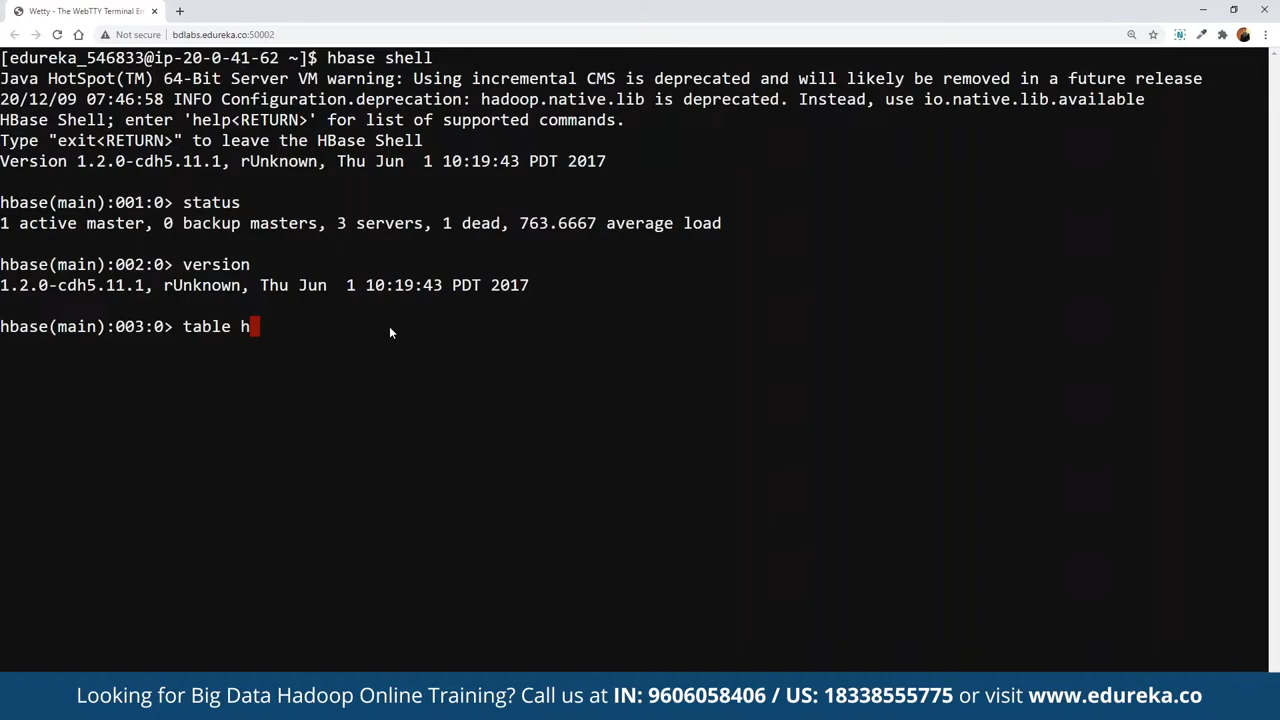 Wetty - The WebTTY Terminal En
Not secure
bdlabs.edureka.co:50002
[edureka_546833@ip-20-0-41-62 ~]$ hbase shell
Java HotSpot(TM) 64-Bit Server VM warning: Using incremental CMS is deprecated and will likely be removed in a future release
20/12/09 07:46:58 INFO Configuration.deprecation: hadoop.native.lib is deprecated. Instead, use io.native.lib.available
HBase Shell; enter 'help<RETURN>' for list of supported commands.
Type "exit<RETURN>" to leave the HBase Shell
Version 1.2.0-cdh5.11.1, rUnknown, Thu Jun  1 10:19:43 PDT 2017
hbase(main):001:0> status
1 active master, 0 backup masters, 3 servers, 1 dead, 763.6667 average load
hbase(main):002:0> version
1.2.0-cdh5.11.1, rUnknown, Thu Jun  1 10:19:43 PDT 2017
hbase(main):003:0> table h
Looking for Big Data Hadoop Online Training? Call us at IN: 9606058406 / US: 18338555775 or visit www.edureka.co